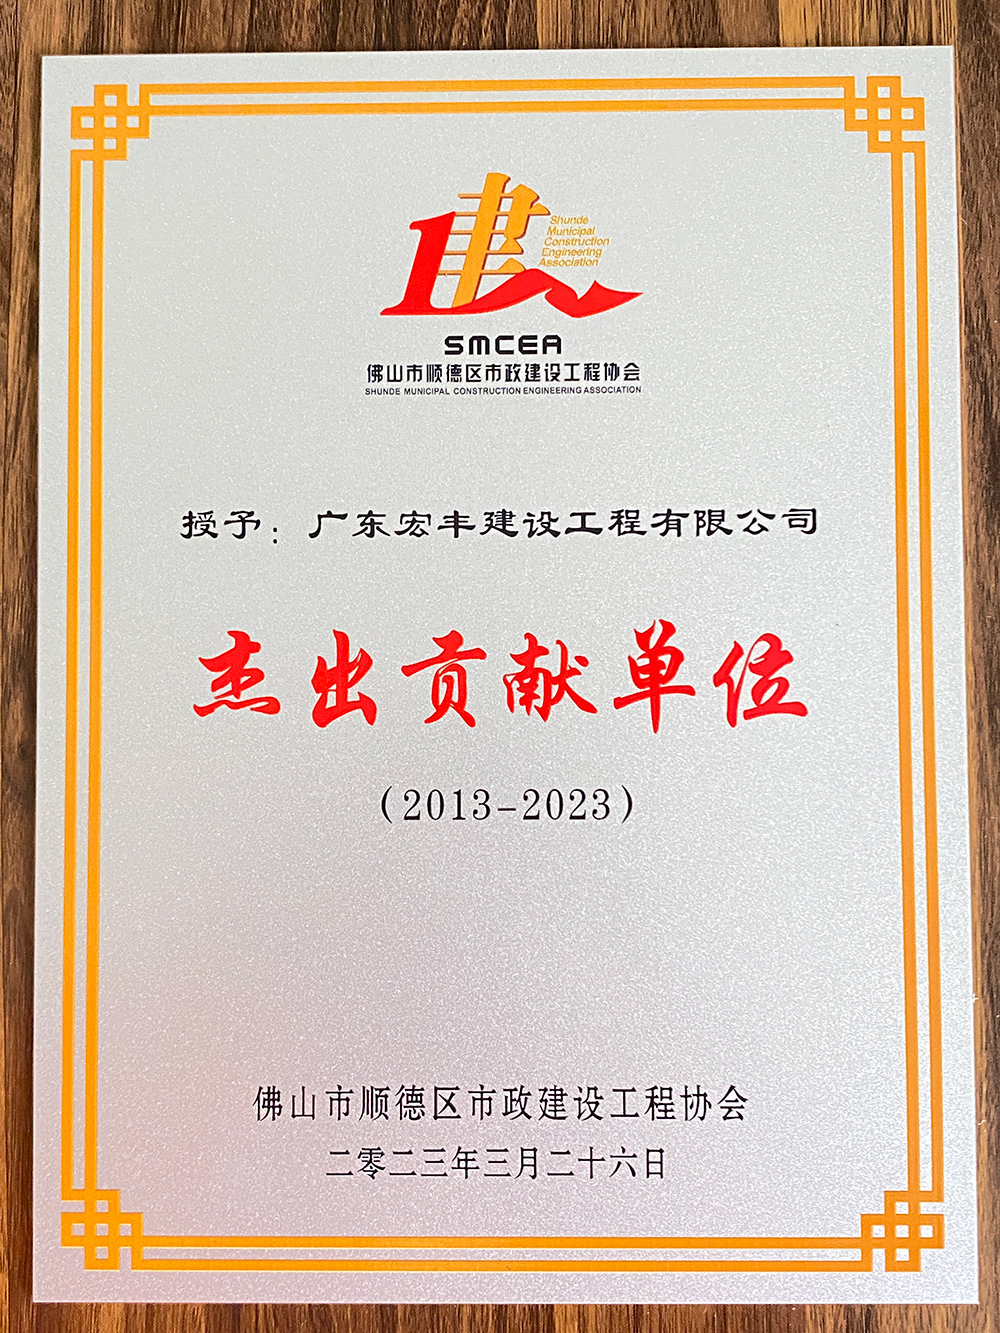 建
Shunde
Municipal
Construction
Engineering
Association
SMCEA
佛山市顺德区市政建设工程协会
SHUNDE MUNICIPAL CONSTRUCTION ENGINEERING ASSOCIATION
授予：广东宏丰建设工程有限公司
杰出贡献单位
（2013-2023）
佛山市顺德区市政建设工程协会
二零二三年三月二十六日